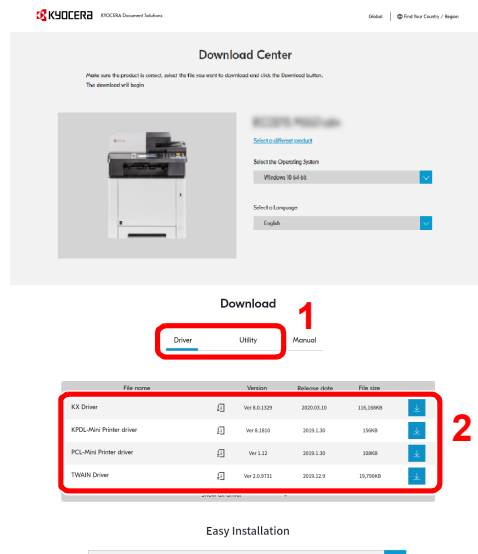 KYOCERA KYOCERA Document Solutions Global Find Your Country / Region
Download Center
Make sure the product is correct, select the file you want to download and click the Download button.
The download will begin
Select a different product
Select the Operating System
Windows 10 64-bit
Select a Language
English
Download
1
Driver Utility Manual
File name Version Release date File size
KX Driver Ver 8.0.1329 2020.03.10 116,168KB
KPDL-Mini Printer driver Ver 8.1810 2019.1.30 156KB
2
PCL-Mini Printer driver Ver 1.12 2019.1.30 108KB
TWAIN Driver Ver 2.0.9731 2019.12.9 19,790KB
Easy Installation